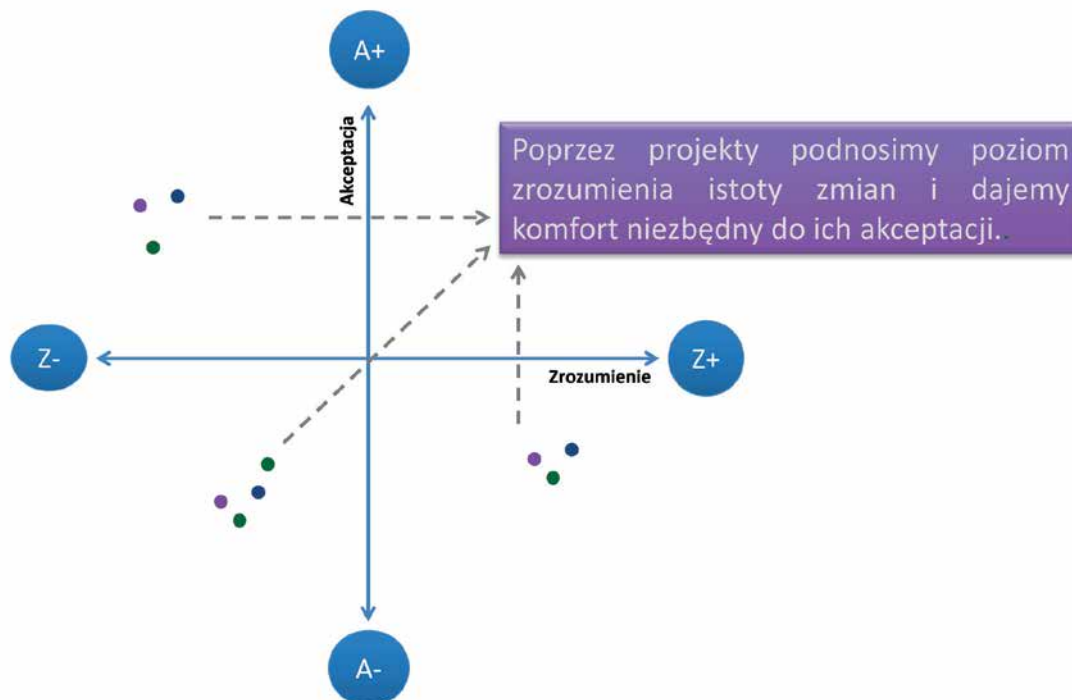 A+
Akceptacja
Poprzez projekty podnosimy poziom
zrozumienia istoty zmian i dajemy
komfort niezbędny do ich akceptacji..
Z-
Z+
Zrozumienie
A-